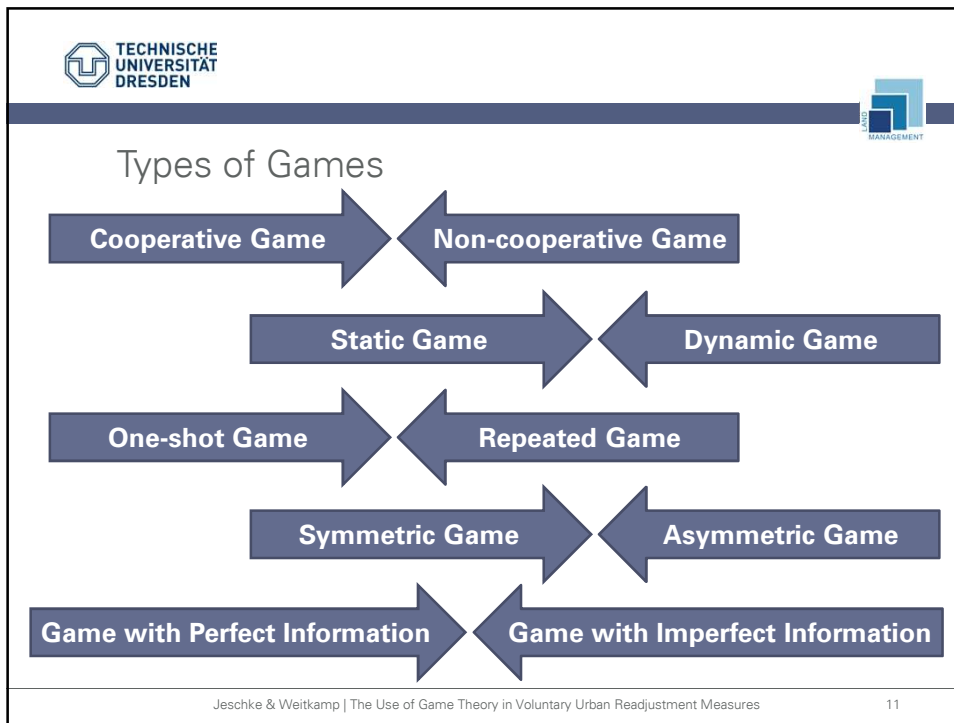 TECHNISCHE
UNIVERSITÄT
DRESDEN
LAND
MANAGEMENT
Types of Games
Cooperative Game
Non-cooperative Game
Static Game
Dynamic Game
One-shot Game
Repeated Game
Symmetric Game
Asymmetric Game
Game with Perfect Information
Game with Imperfect Information
Jeschke & Weitkamp | The Use of Game Theory in Voluntary Urban Readjustment Measures
11